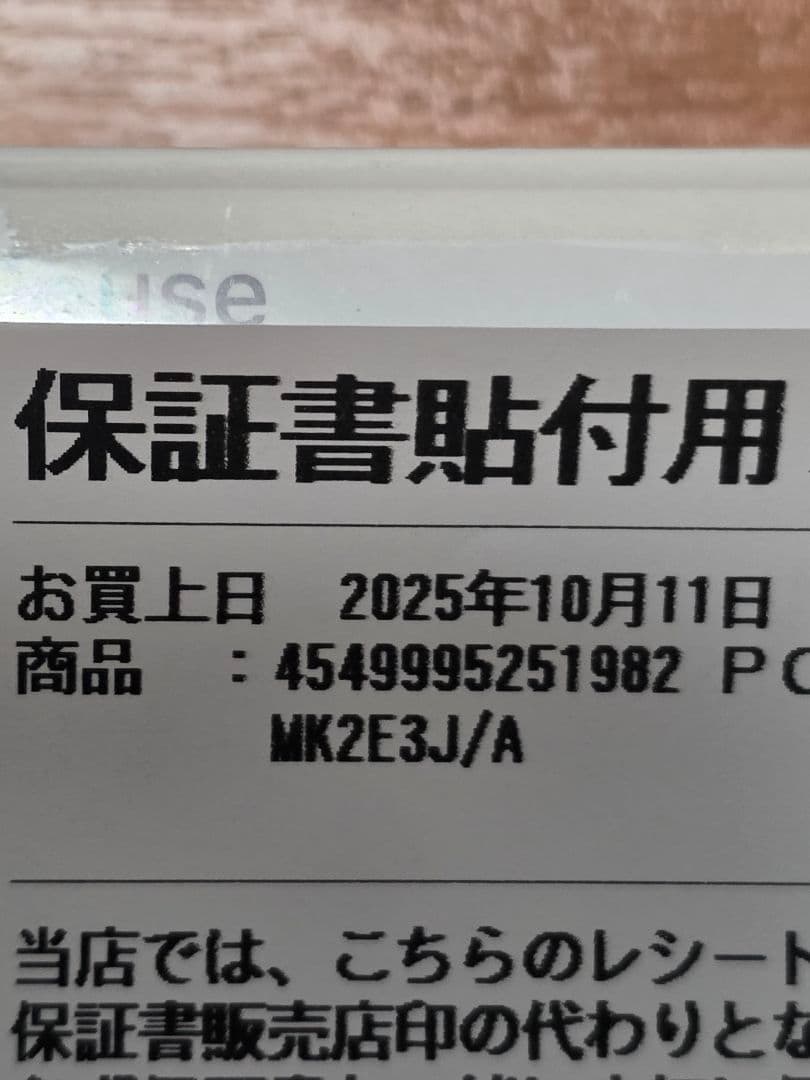 use
保証書貼付用
お買上日 2025年10月11日
商品 :4549995251982 PC
MK2E3J/A
当店では、こちらのレシート
保証書販売店印の代わりとな